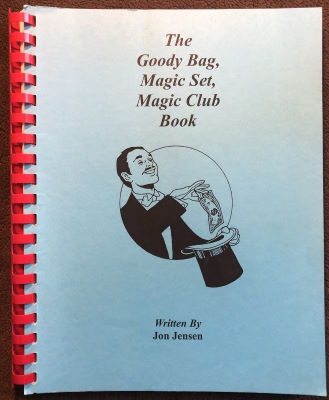 The
Goody Bag,
Magic Set,
Magic Club
Book
Written By
Jon Jensen